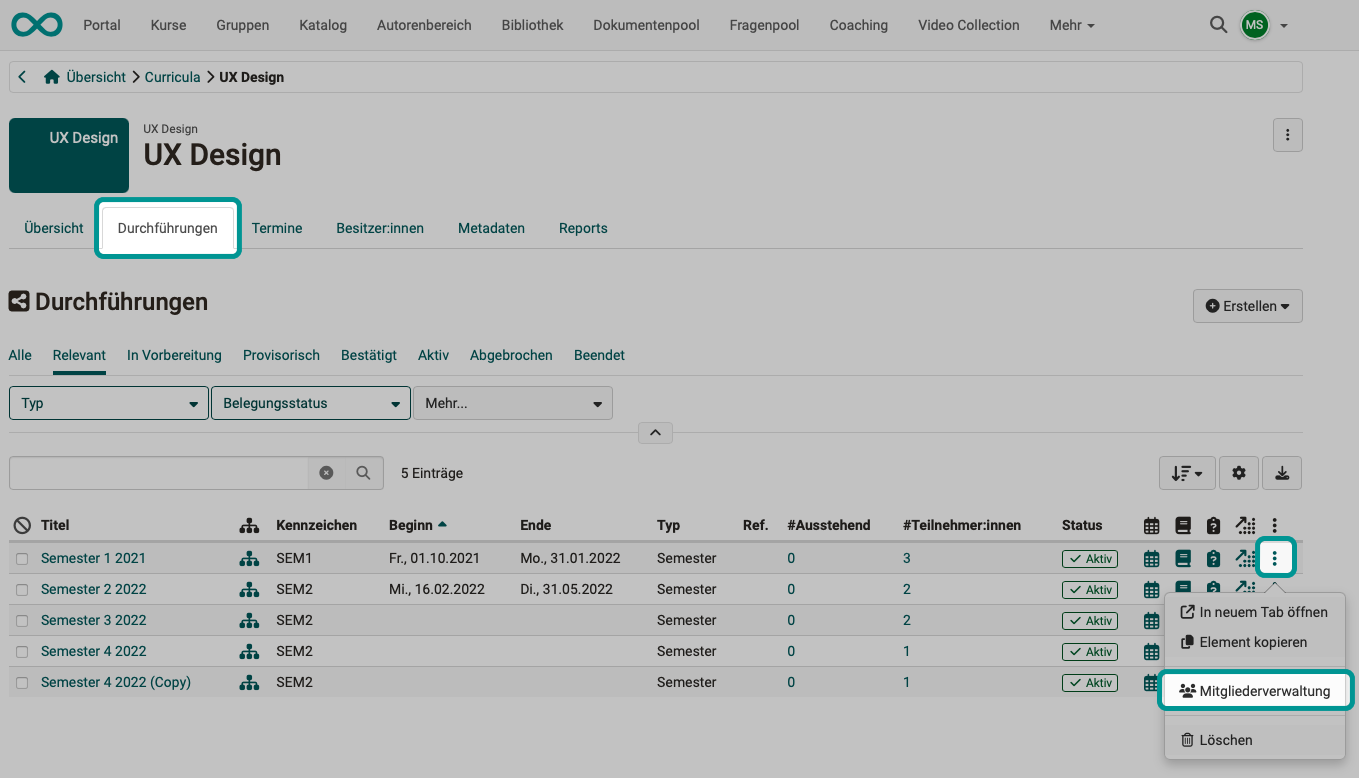 Portal Kurse Gruppen Katalog Autorenbereich Bibliothek Dokumentenpool Fragenpool Coaching Video Collection Mehr MS
Übersicht Curricula UX Design
UX Design
UX Design
UX Design
Übersicht Durchführungen Termine Besitzer:innen Metadaten Reports
Durchführungen
Erstellen
Alle Relevant In Vorbereitung Provisorisch Bestätigt Aktiv Abgebrochen Beendet
Typ Belegungsstatus Mehr...
5 Einträge
Titel Kennzeichen Beginn Ende Typ Ref. #Ausstehend #Teilnehmer:innen Status
Semester 1 2021 SEM1 Fr., 01.10.2021 Mo., 31.01.2022 Semester 0 3 Aktiv
Semester 2 2022 SEM2 Mi., 16.02.2022 Di., 31.05.2022 Semester 0 2 Aktiv
Semester 3 2022 SEM2 Semester 0 2 Aktiv
Semester 4 2022 SEM2 Semester 0 1 Aktiv
Semester 4 2022 (Copy) SEM2 Semester 0 1 Aktiv
In neuem Tab öffnen
Element kopieren
Mitgliederverwaltung
Löschen